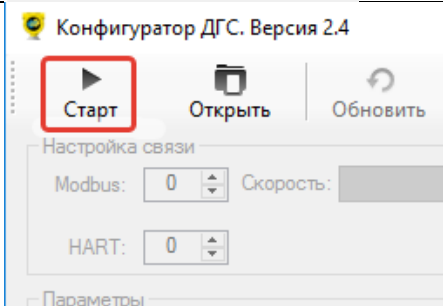 Конфигуратор ДГС. Версия 2.4
Старт Открыть Обновить
Настройка связи
Modbus: 0 Скорость:
HART: 0
Параметры